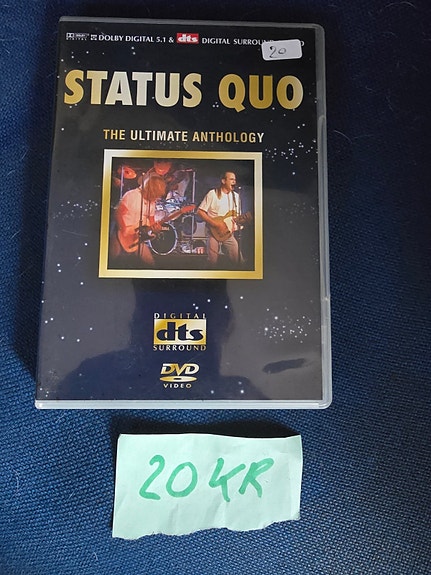 DOLBY DIGITAL 5.1 & dts DIGITAL SURROUND
20
STATUS QUO
THE ULTIMATE ANTHOLOGY
DIGITAL
dts
SURROUND
DVD
VIDEO
20 KR